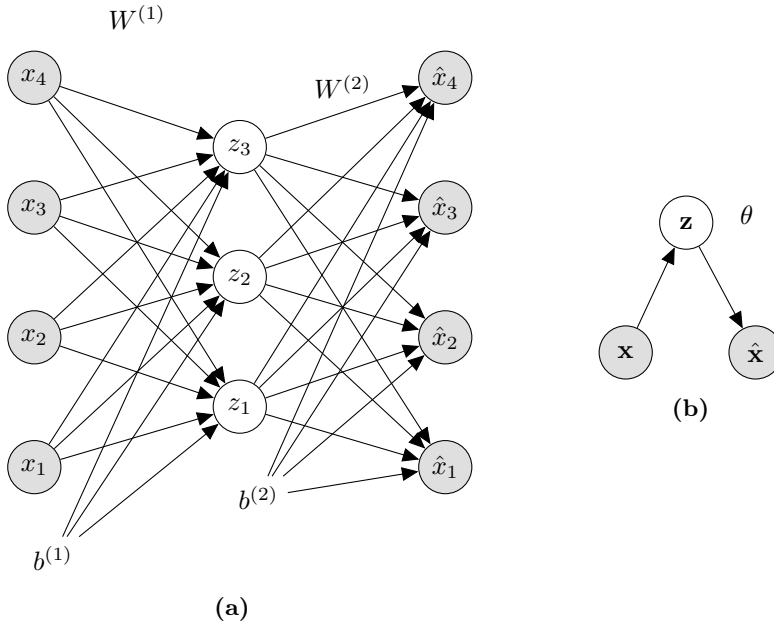 W^{(1)}
x_4
W^{(2)}
x̂_4
z_3
x_3
x̂_3
z
θ
z_2
x_2
x̂_2
x
x̂
z_1
(b)
x_1
x̂_1
b^{(2)}
b^{(1)}
(a)